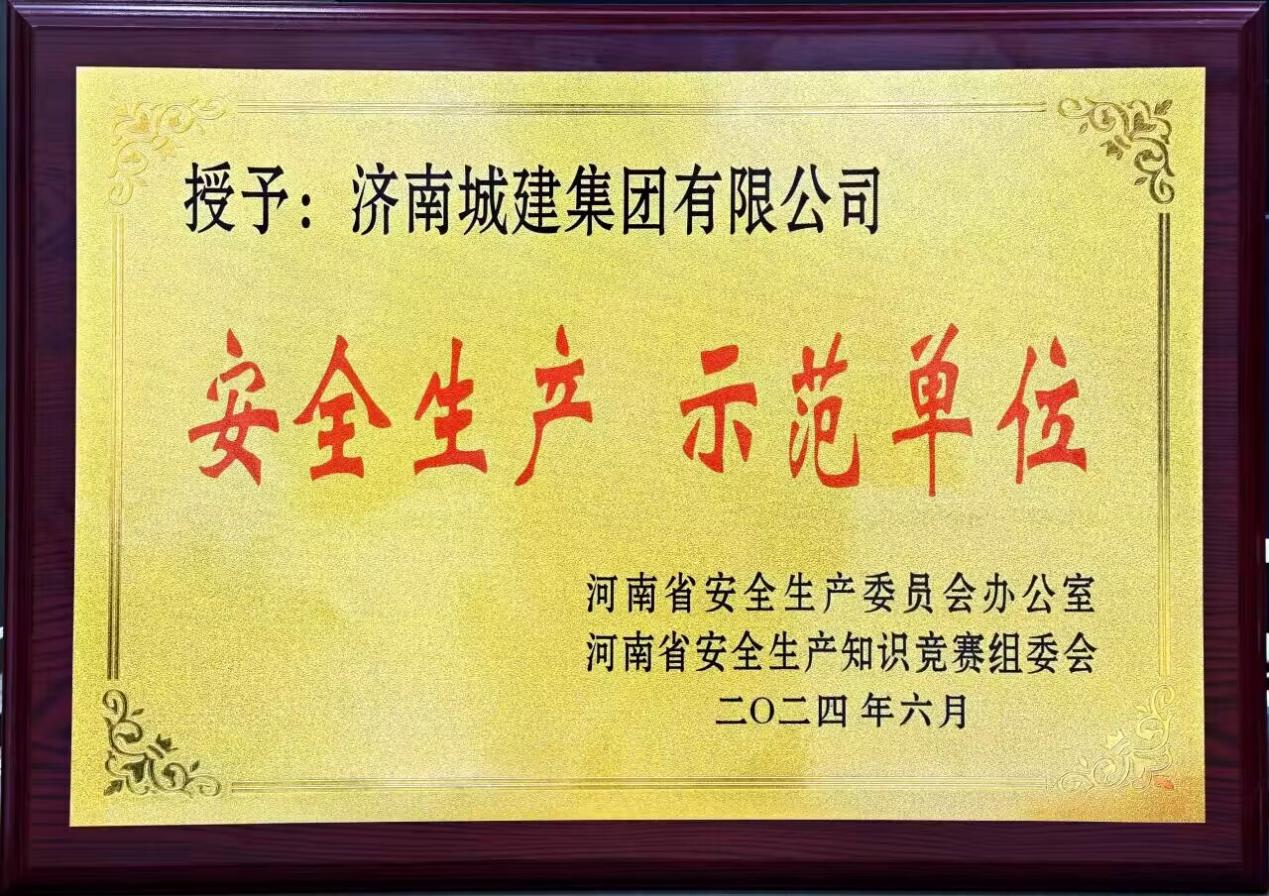 授予：济南城建集团有限公司
安全生产 示范单位
河南省安全生产委员会办公室
河南省安全生产知识竞赛组委会
二〇二四年六月